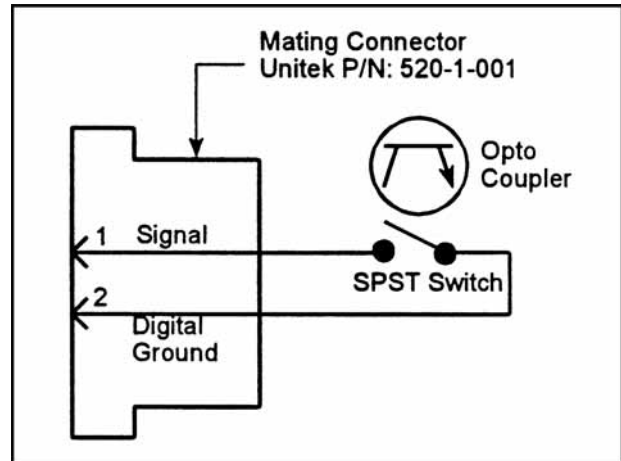 Mating Connector
Unitek P/N: 520-1-001
Opto
Coupler
1
Signal
SPST Switch
2
Digital
Ground